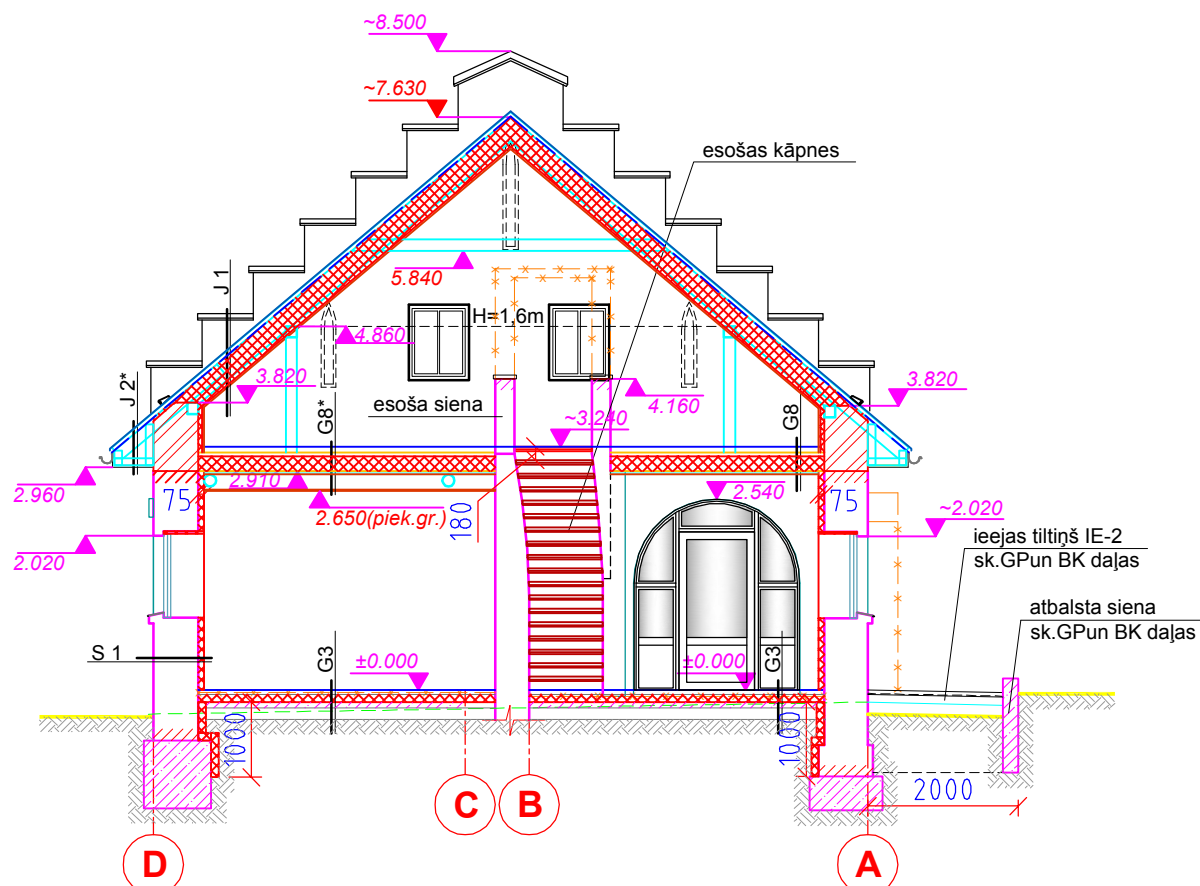 ~8.500
~7.630
esošas kāpnes
5.840
J 1
H=1,6m
4.860
J 2*
3.820
3.820
esoša siena
4.160
G8*
~3.240
G8
2.960
2.910
75
2.650(piek.gr.)
180
2.540
75
~2.020
2.020
ieejas tiltiņš IE-2
sk.GPun BK daļas
atbalsta siena
sk.GPun BK daļas
S 1
G3
±0.000
±0.000
G3
1000
1000
2000
C
B
D
A